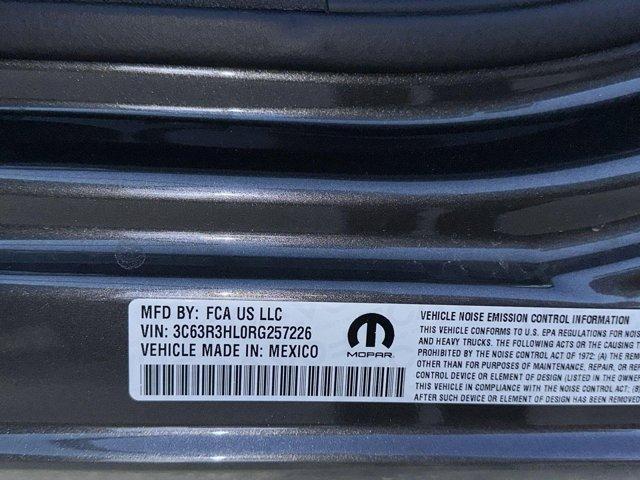 MFD BY: FCA US LLC
VIN: 3C63R3HL0RG257226
VEHICLE MADE IN: MEXICO
MOPAR
VEHICLE NOISE EMISSION CONTROL INFORMATION
THIS VEHICLE CONFORMS TO U.S. EPA REGULATIONS FOR NOIS
AND HEAVY TRUCKS. THE FOLLOWING ACTS OR THE
PROHIBITED BY THE NOISE CONTROL ACT OF 1972: (A) THE REM
OTHER THAN FOR PURPOSES OF MAINTENANCE, REPAIR, OR REP
CONTROL DEVICE OR ELEMENT OF DESIGN (LISTED IN THE OWNE
THIS VEHICLE IN COMPLIANCE WITH THE NOISE CONTROL ACT; (B)
AFTER SUCH DEVICE OR ELEMENT OF DESIGN HAS BEEN